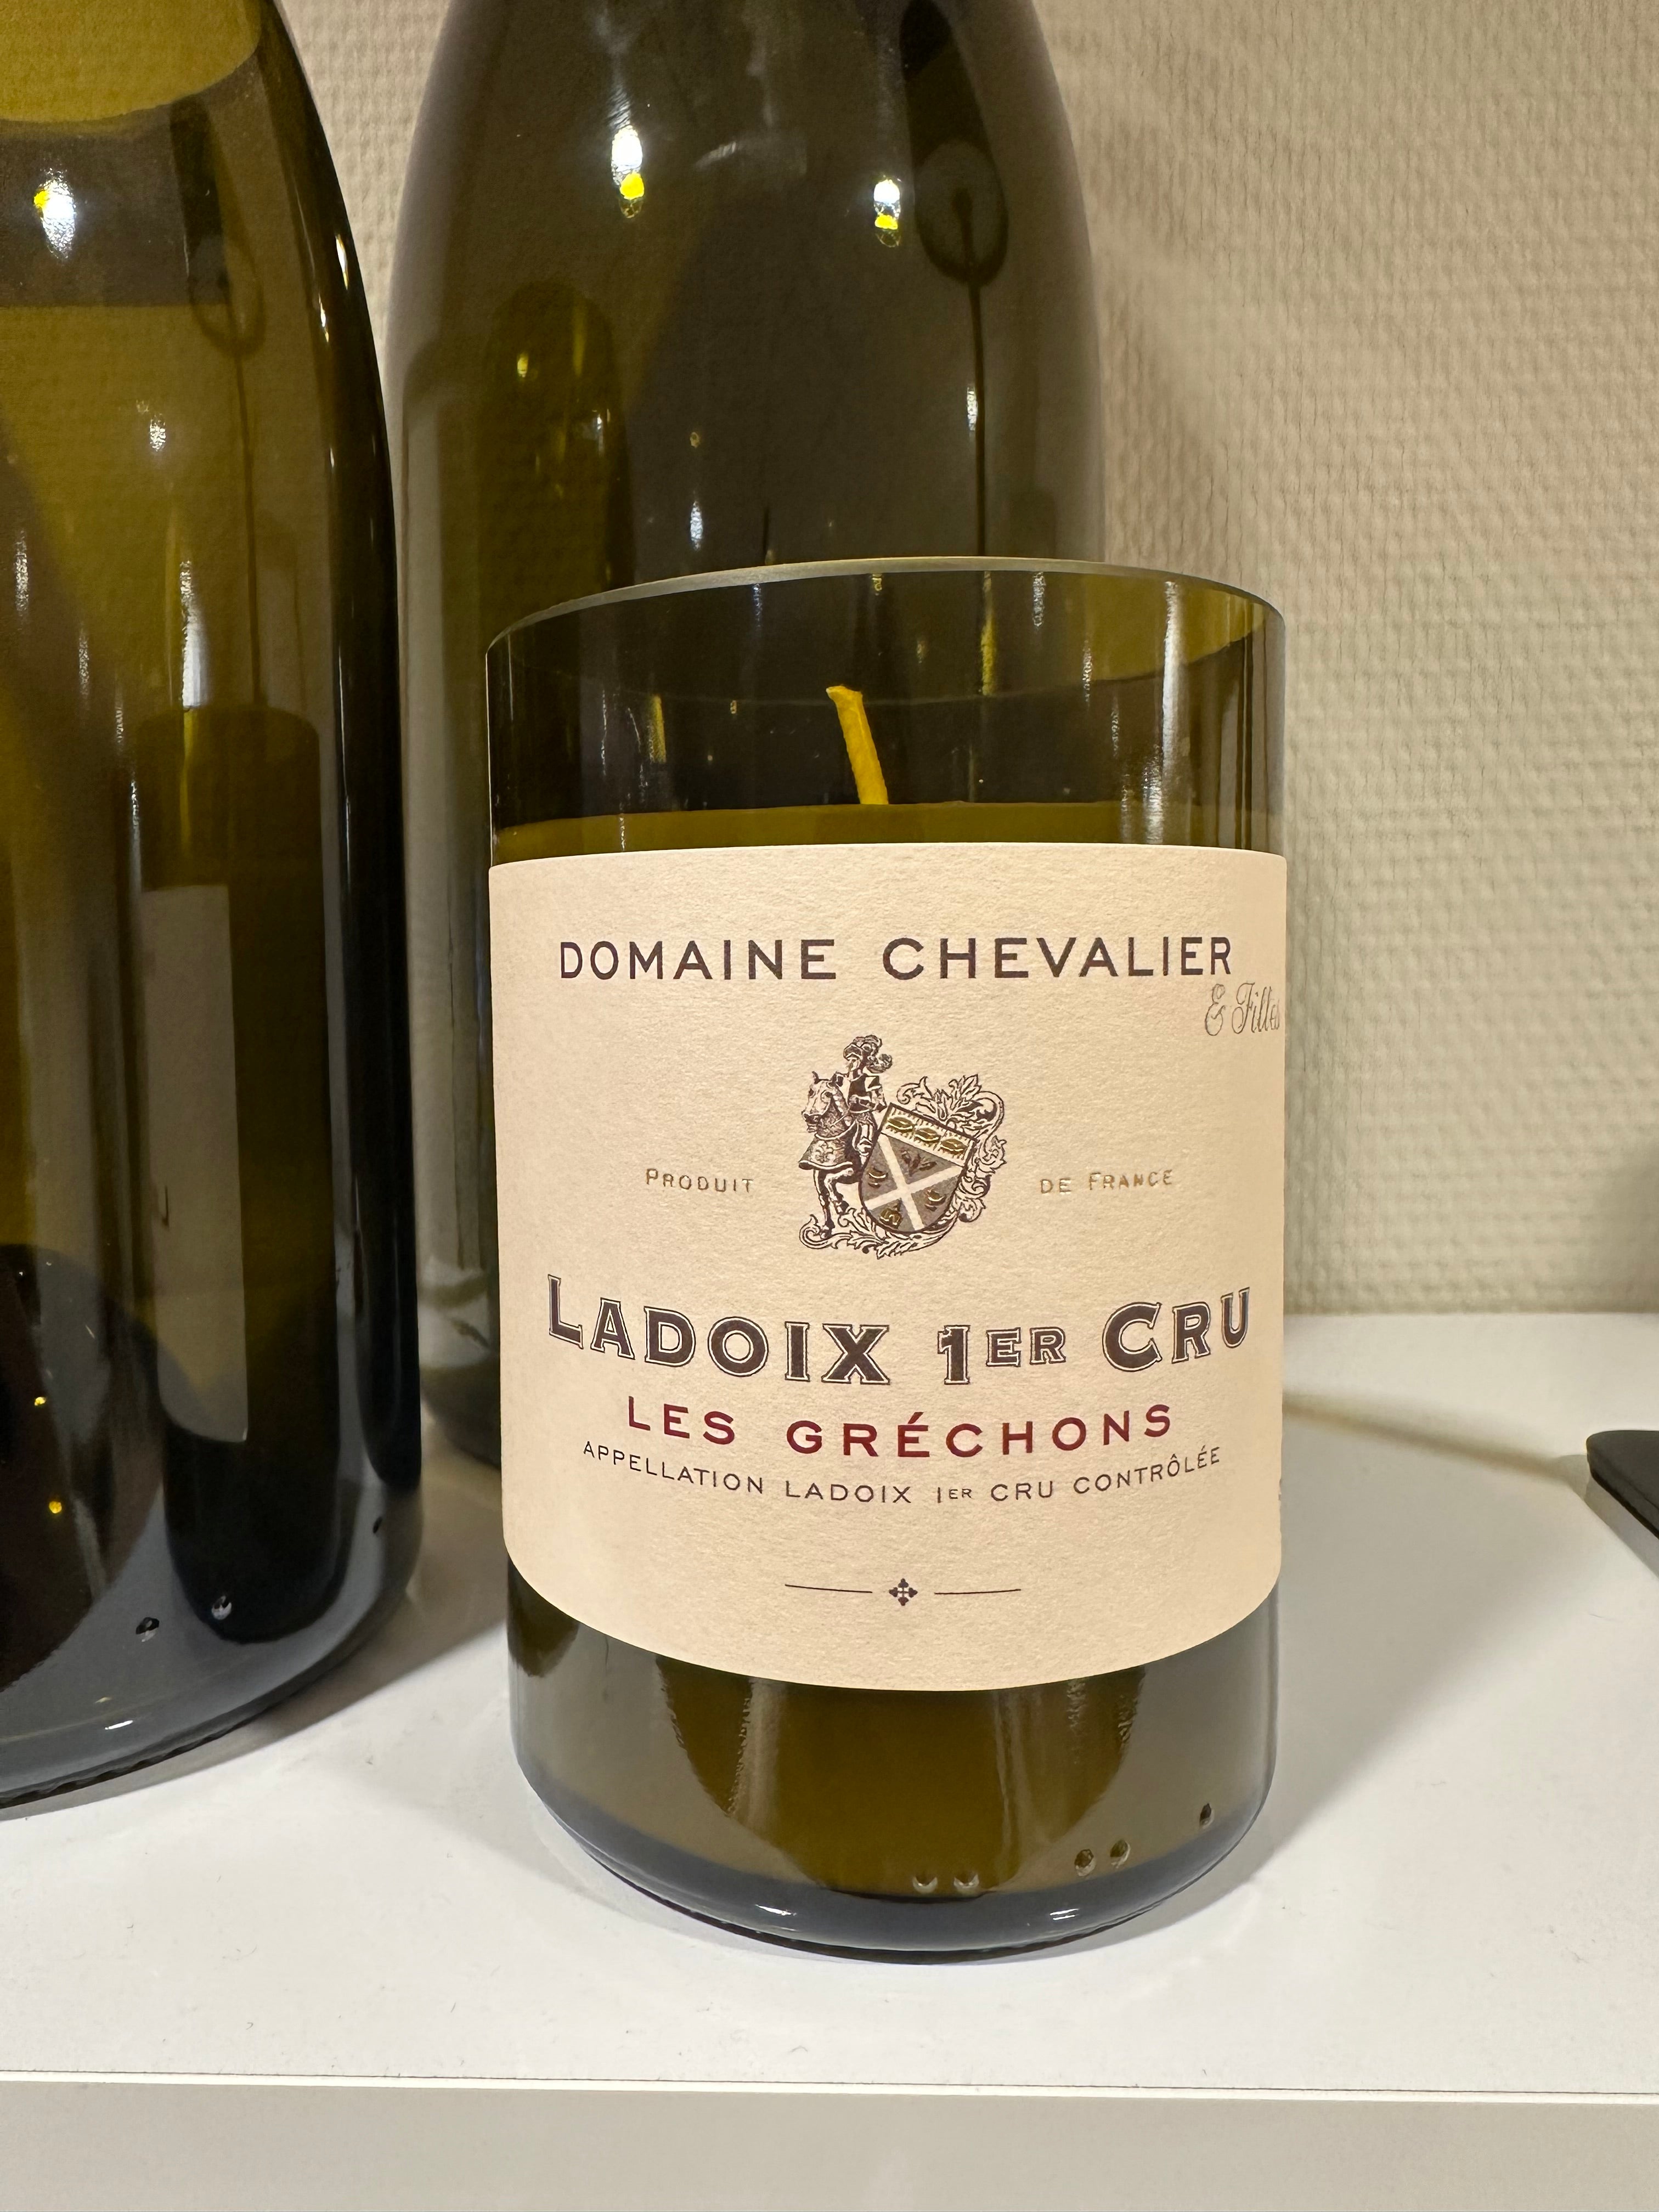 DOMAINE CHEVALIER
& Filles
PRODUIT DE FRANCE
LADOIX 1ER CRU
LES GRÉCHONS
APPELLATION LADOIX 1ER CRU CONTRÔLÉE